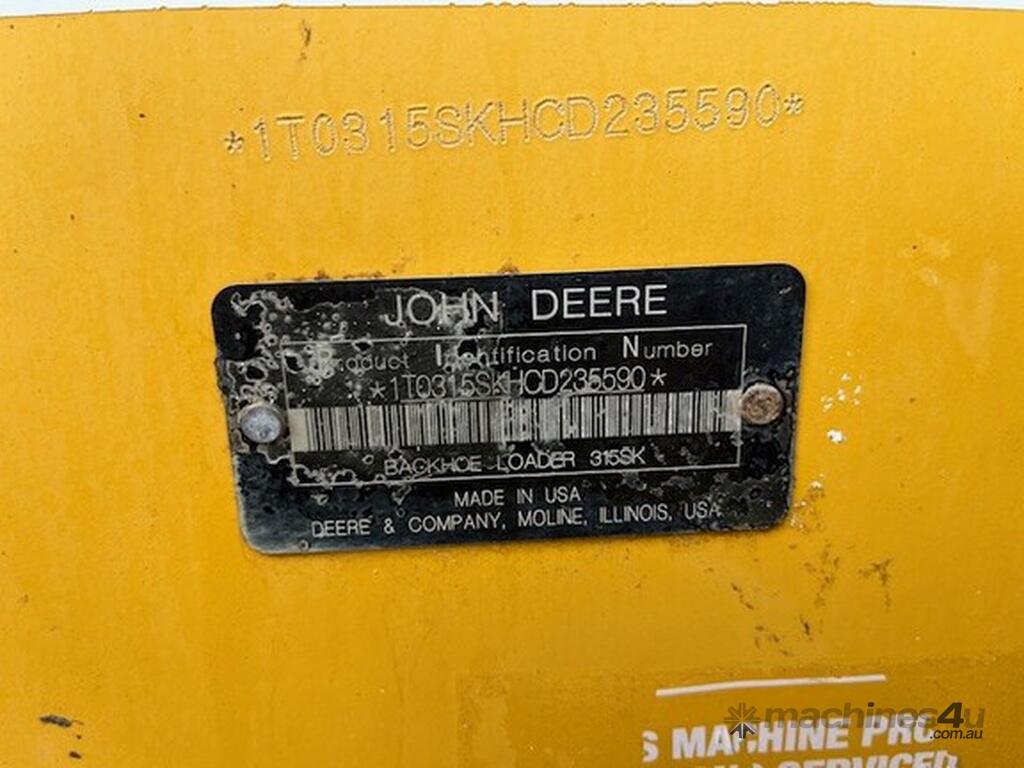 *1T0315SKHCD235590*
JOHN DEERE
Product Identification Number
*1T0315SKHCD235590*
BACKHOE LOADER 315SK
MADE IN USA
DEERE & COMPANY, MOLINE, ILLINOIS, USA
machines4u
.com.au
S MACHINE PRO
SERVICED